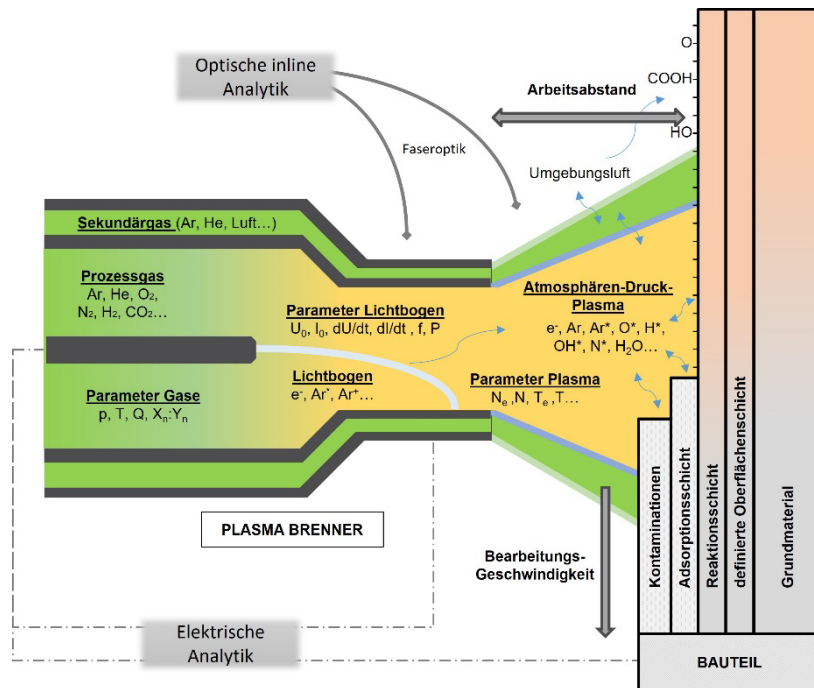 Optische inline
Analytik
Faseroptik
Arbeitsabstand
O
COOH
HO
Umgebungsluft
Sekundärgas (Ar, He, Luft…)
Prozessgas
Ar, He, O₂,
N₂, H₂, CO₂…
Parameter Lichtbogen
U₀, I₀, dU/dt, dI/dt , f, P
Atmosphären-Druck-
Plasma
e⁻, Ar, Ar*, O*, H*,
OH*, N*, H₂O…
Parameter Gase
p, T, Q, Xₙ:Yₙ
Lichtbogen
e⁻, Ar*, Ar⁺…
Parameter Plasma
Nₑ ,N, Tₑ ,T…
PLASMA BRENNER
Bearbeitungs-
Geschwindigkeit
Elektrische
Analytik
Kontaminationen
Adsorptionsschicht
Reaktionsschicht
definierte Oberflächenschicht
Grundmaterial
BAUTEIL